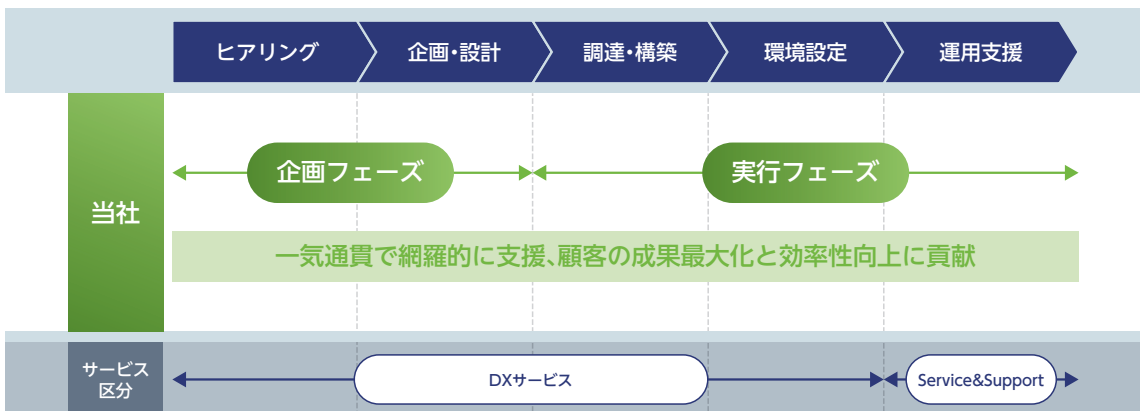 ヒアリング
企画・設計
調達・構築
環境設定
運用支援
当社
企画フェーズ
実行フェーズ
一気通貫で網羅的に支援、顧客の成果最大化と効率性向上に貢献
サービス
区分
DXサービス
Service&Support